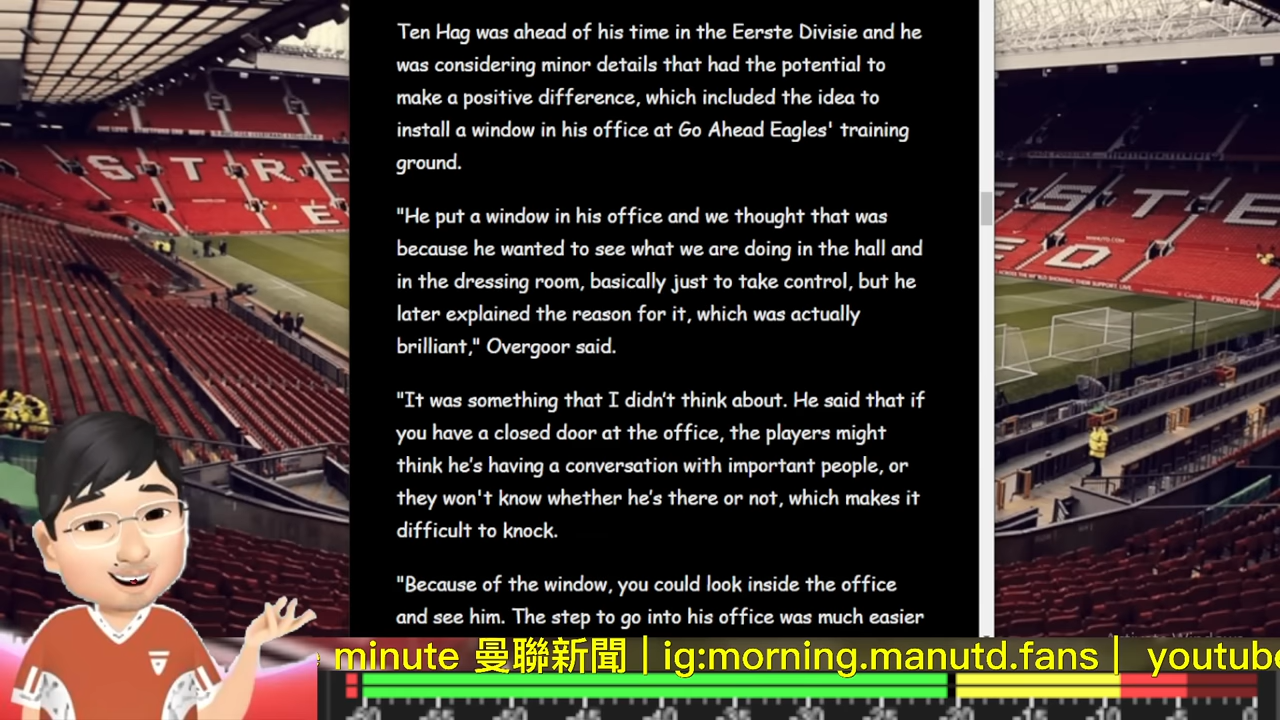 Ten Hag was ahead of his time in the Eerste Divisie and he
was considering minor details that had the potential to
make a positive difference, which included the idea to
install a window in his office at Go Ahead Eagles' training
ground.
"He put a window in his office and we thought that was
because he wanted to see what we are doing in the hall and
in the dressing room, basically just to take control, but he
later explained the reason for it, which was actually
brilliant," Overgoor said.
"It was something that I didn't think about. He said that if
you have a closed door at the office, the players might
think he's having a conversation with important people, or
they won't know whether he's there or not, which makes it
difficult to knock.
"Because of the window, you could look inside the office
and see him. The step to go into his office was much easier
STRE
E
STE
D
minute 曼聯新聞 | ig:morning.manutd.fans | youtube